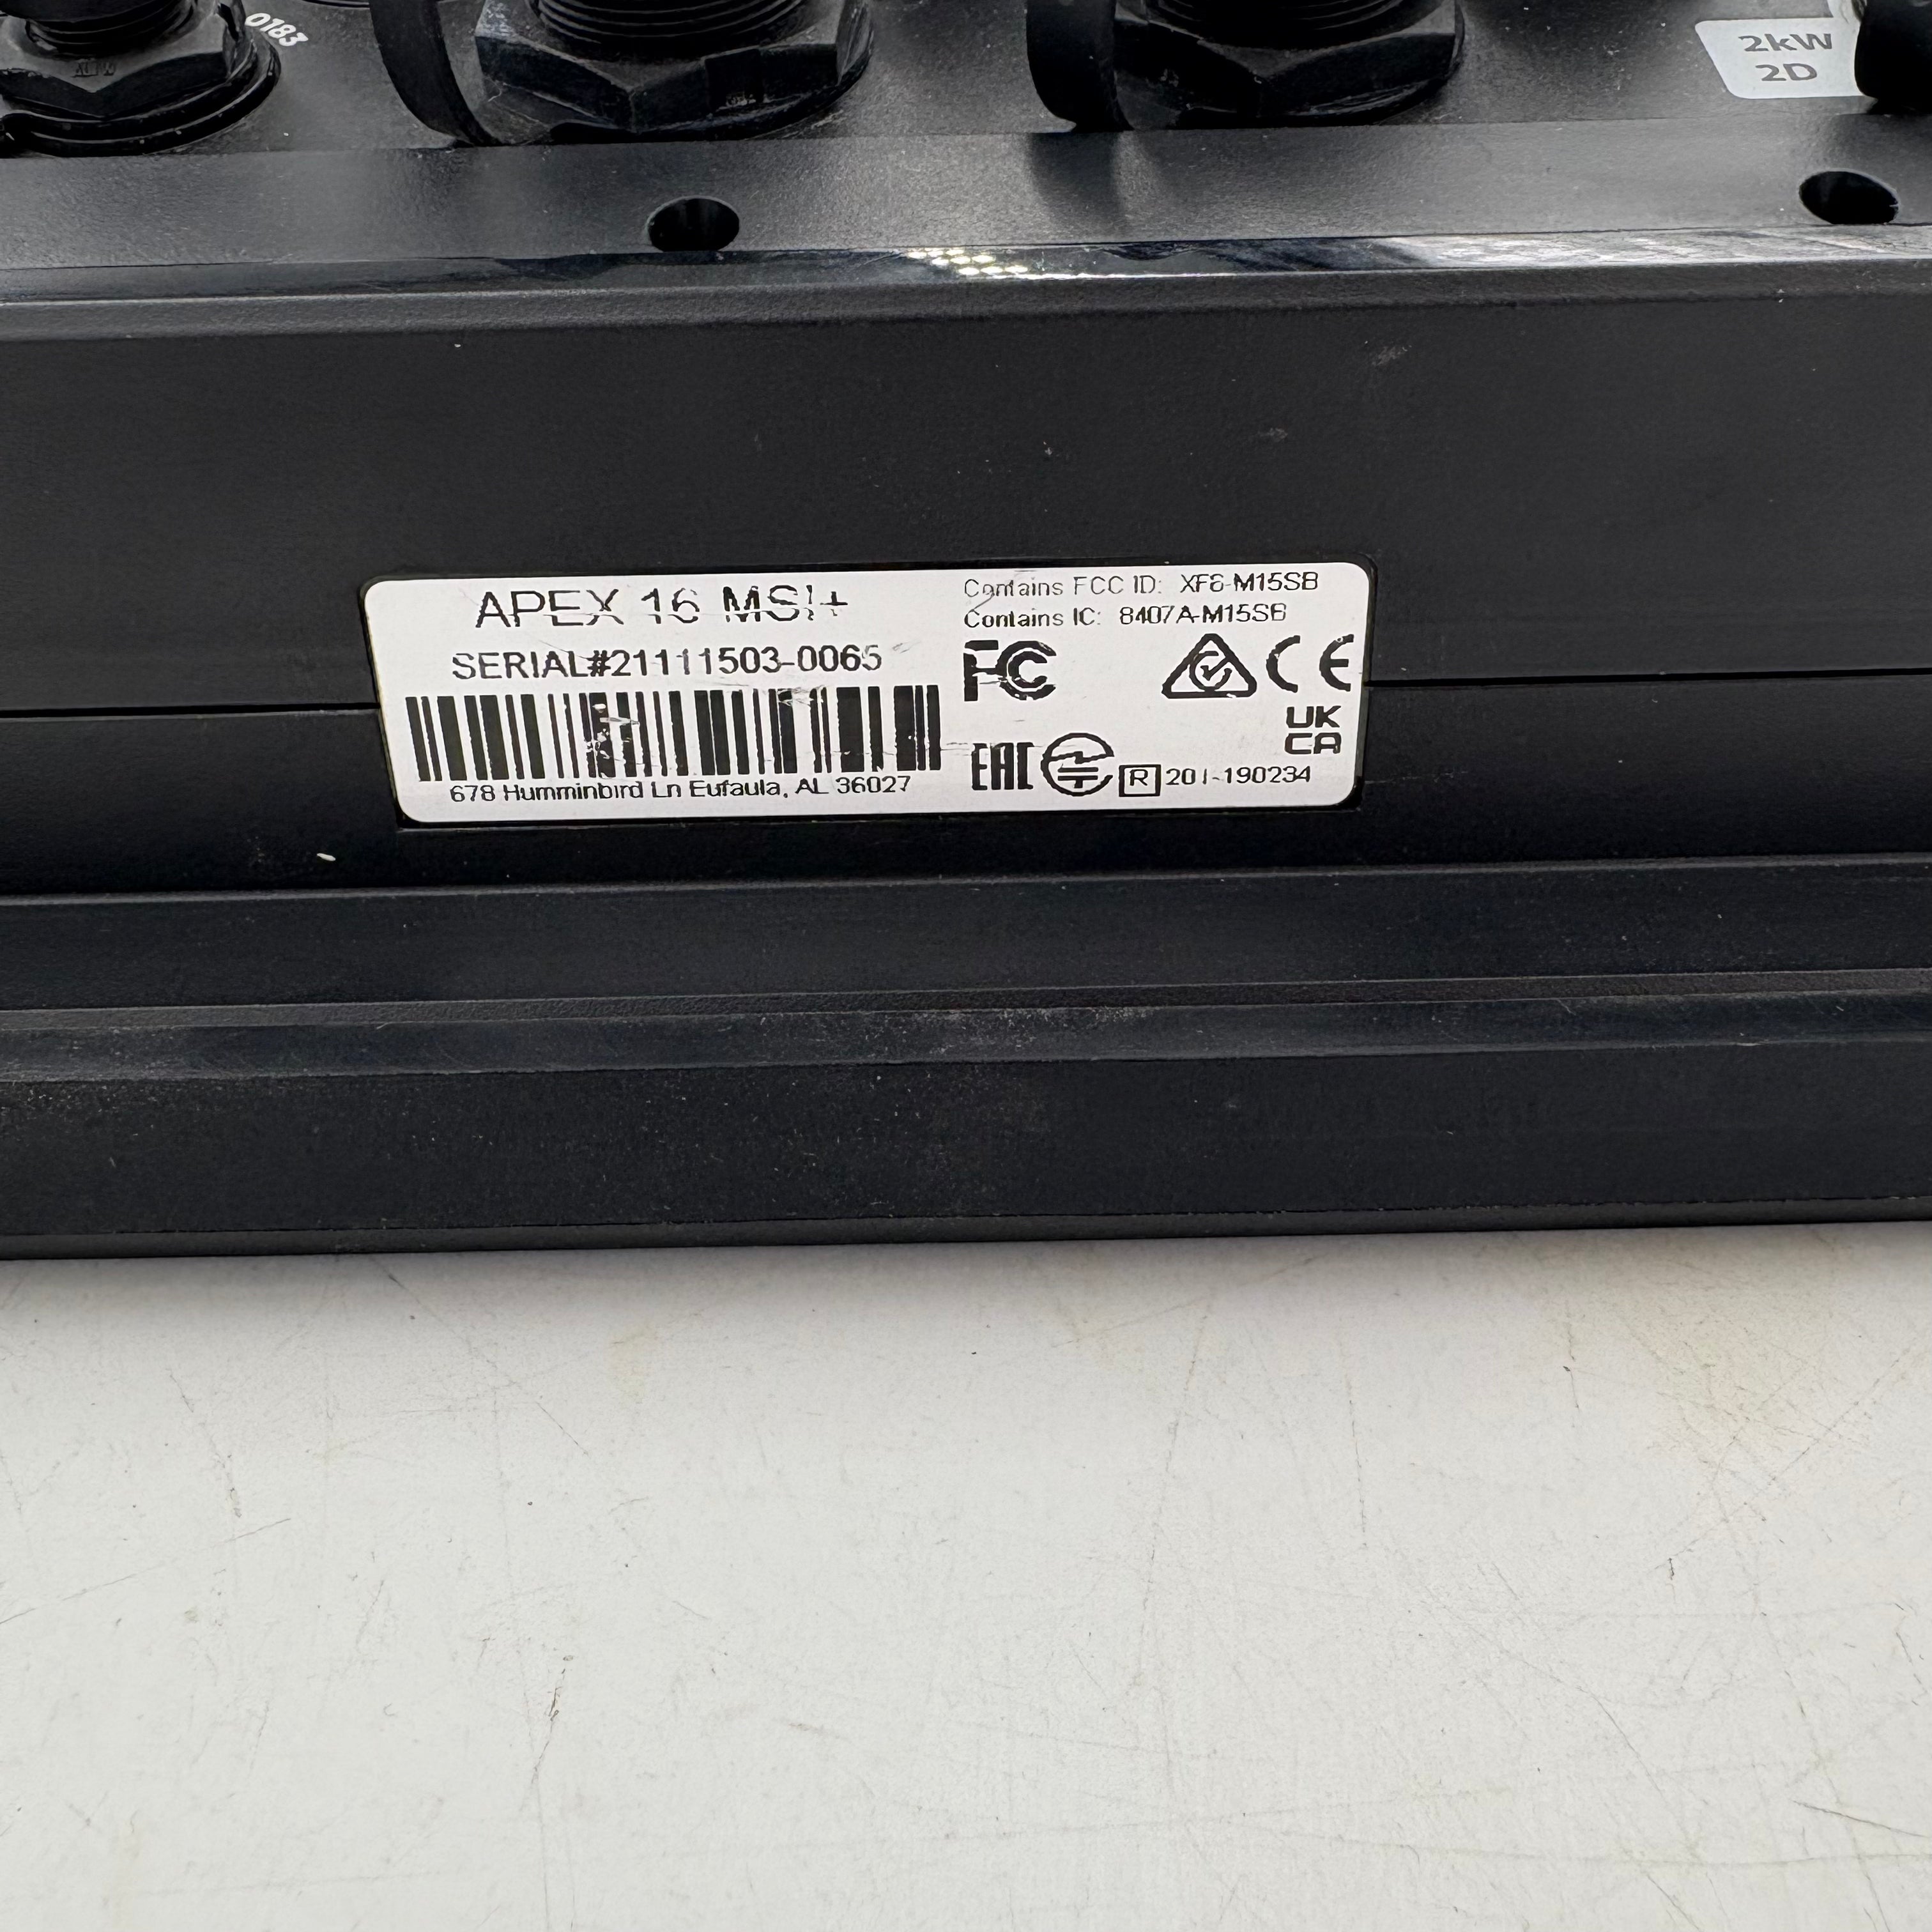 0183
2kW
2D
APEX 16 MSI+
SERIAL#21111503-0065
678 Humminbird Ln Eufaula, AL 36027
Contains FCC ID: XF6-M15SB
Contains IC: 8407A-M15SB
FC
CE
UK
CA
EAC
R 201-190234